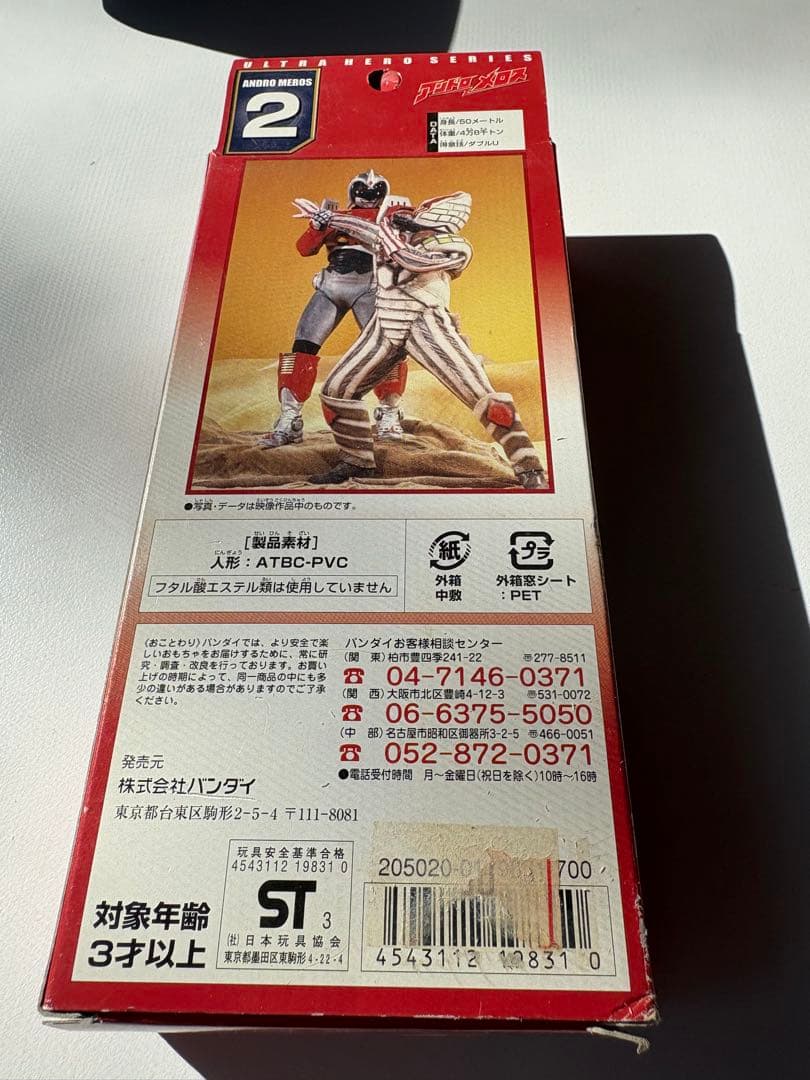 ULTRA HERO SERIES
ANDRO MEROS
2
アンドロメロス
DATA
身長/50メートル
体重/4万8千トン
得意技/ダブルU
●写真・データは映像作品中のものです。
[製品素材]
人形：ATBC-PVC
フタル酸エステル類は使用していません
紙
外箱
中敷
プラ
外箱窓シート
：PET
〈おことわり〉バンダイでは、より安全で楽
しいおもちゃをお届けするために、常に研
究・調査・改良を行っております。お買い
上げの時期によって、同一商品の中にも多
少の違いがある場合がありますのでご了承
ください。
発売元
株式会社バンダイ
東京都台東区駒形2-5-4 〒111-8081
バンダイお客様相談センター
(関 東)柏市豊四季241-22 〒277-8511
☎ 04-7146-0371
(関 西)大阪市北区豊崎4-12-3 〒531-0072
☎ 06-6375-5050
(中 部)名古屋市昭和区御器所3-2-5 〒466-0051
☎ 052-872-0371
●電話受付時間 月～金曜日(祝日を除く)10時～16時
対象年齢
3才以上
玩具安全基準合格
4543112 19831 0
ST 3
(社)日本玩具協会
東京都墨田区東駒形4-22-4
205020-01 700
4543112 19831 0